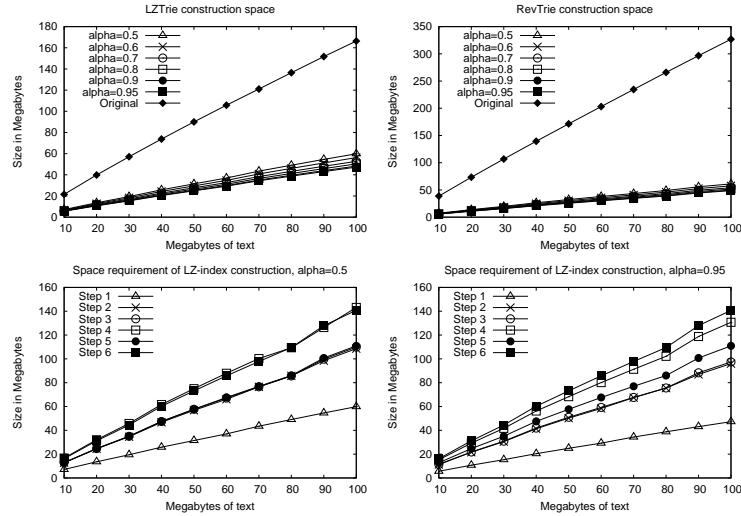 LZTrie construction space
180
160
140
120
100
80
60
40
20
0
Size in Megabytes
alpha=0.5
alpha=0.6
alpha=0.7
alpha=0.8
alpha=0.9
alpha=0.95
Original
10 20 30 40 50 60 70 80 90 100
Megabytes of text
RevTrie construction space
350
300
250
200
150
100
50
0
Size in Megabytes
alpha=0.5
alpha=0.6
alpha=0.7
alpha=0.8
alpha=0.9
alpha=0.95
Original
10 20 30 40 50 60 70 80 90 100
Megabytes of text
Space requirement of LZ-index construction, alpha=0.5
160
140
120
100
80
60
40
20
0
Size in Megabytes
Step 1
Step 2
Step 3
Step 4
Step 5
Step 6
10 20 30 40 50 60 70 80 90 100
Megabytes of text
Space requirement of LZ-index construction, alpha=0.95
160
140
120
100
80
60
40
20
0
Size in Megabytes
Step 1
Step 2
Step 3
Step 4
Step 5
Step 6
10 20 30 40 50 60 70 80 90 100
Megabytes of text